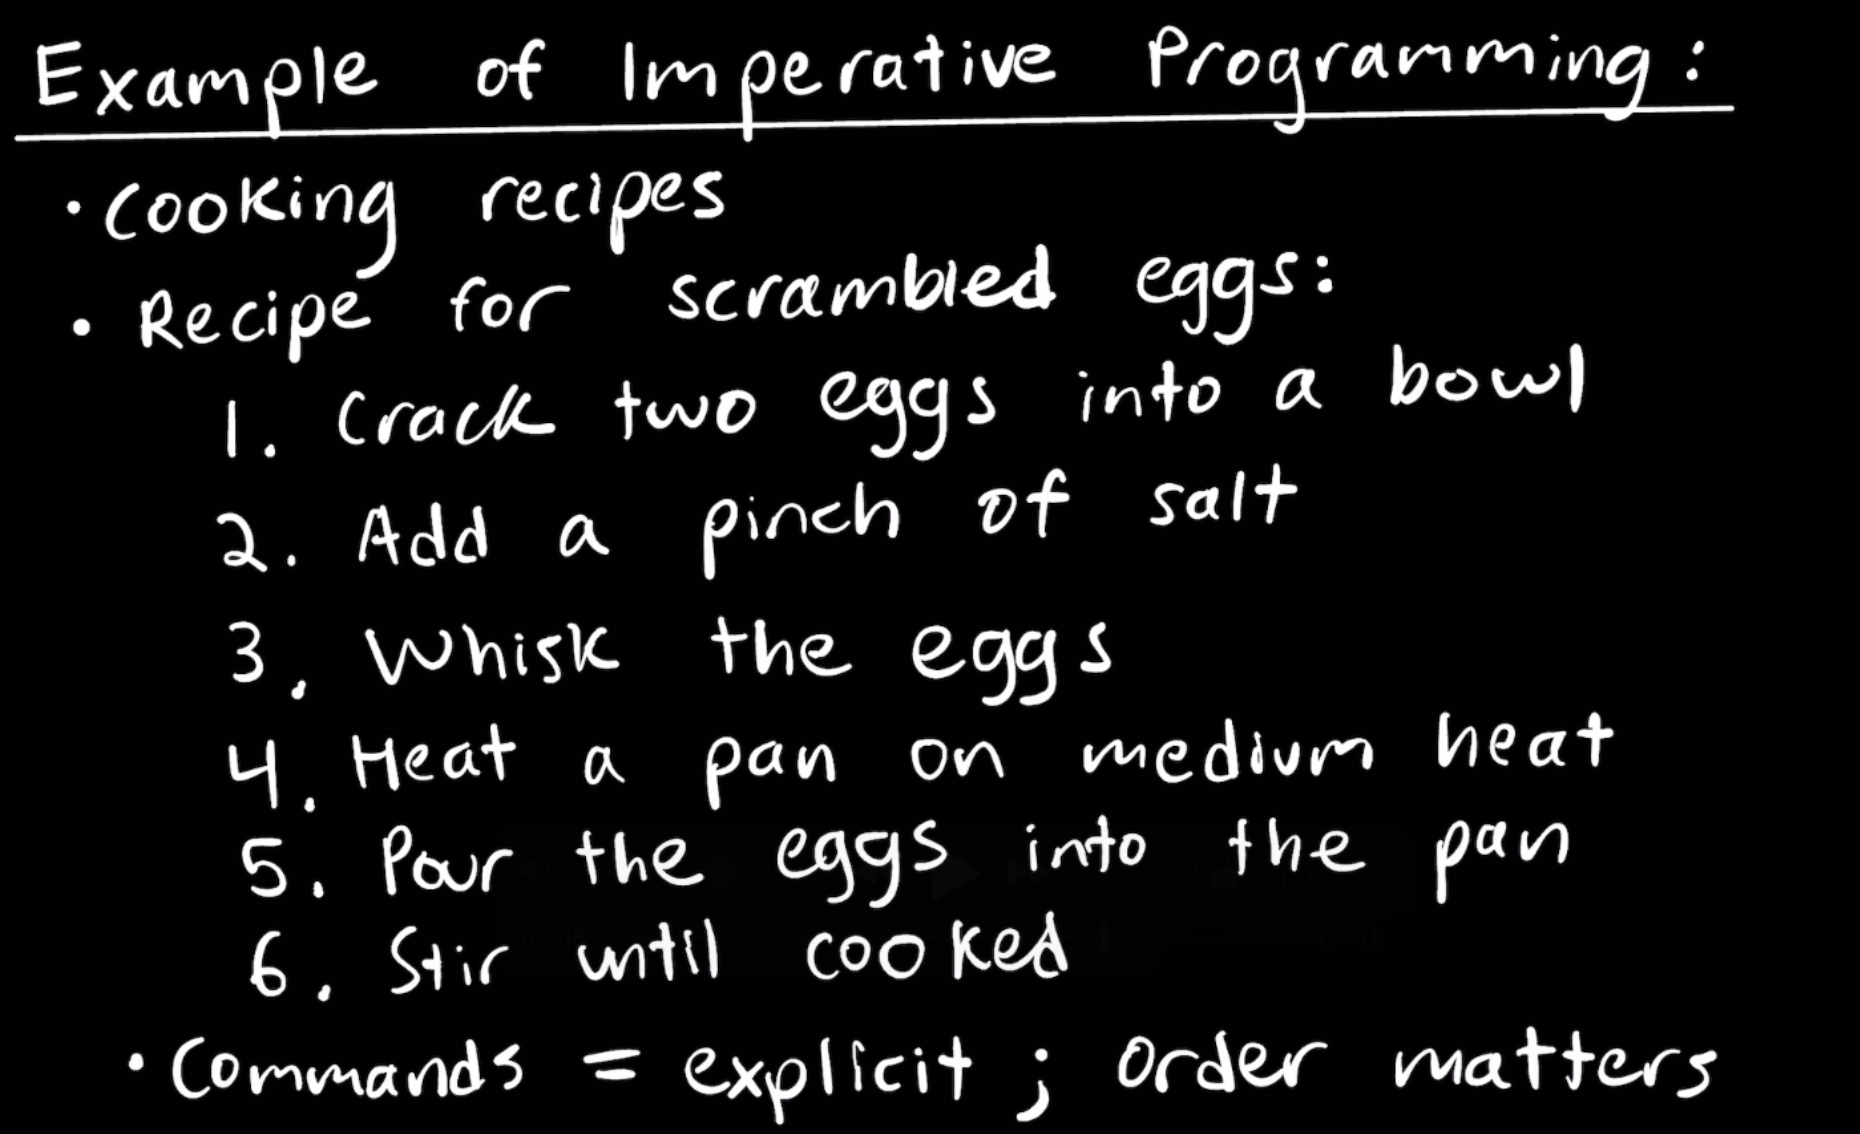 Example of Imperative Programming:
• Cooking recipes
• Recipe for scrambled eggs:
1. Crack two eggs into a bowl
2. Add a pinch of salt
3. Whisk the eggs
4. Heat a pan on medium heat
5. Pour the eggs into the pan
6. Stir until cooked
• Commands = explicit ; order matters